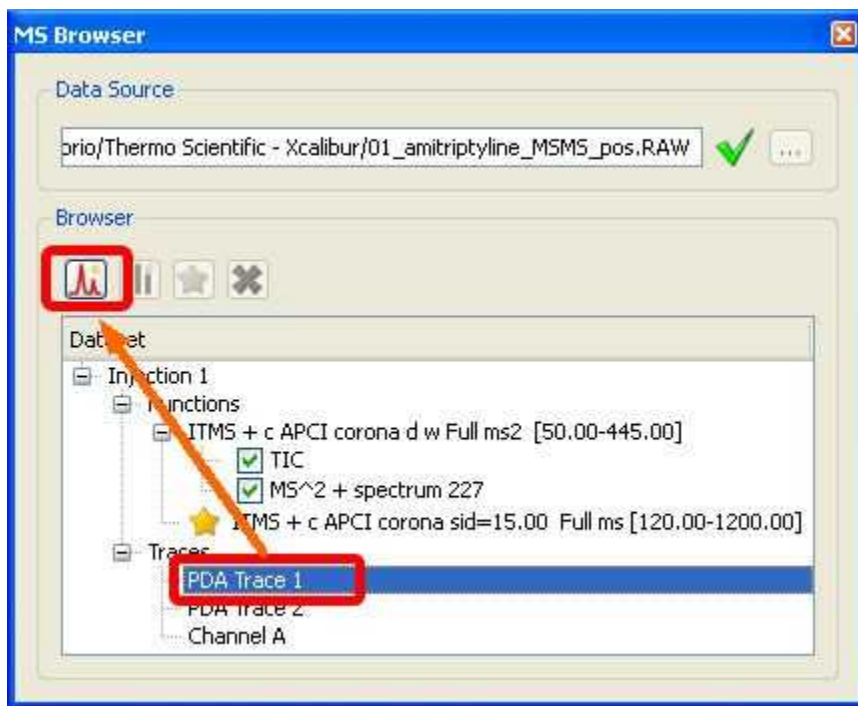 MS Browser
Data Source
orio/Thermo Scientific - Xcalibur/01_amitriptyline_MSMS_pos.RAW
...
Browser
Dataset
Injection 1
Functions
ITMS + c APCI corona d w Full ms2 [50.00-445.00]
TIC
MS^2 + spectrum 227
ITMS + c APCI corona sid=15.00 Full ms [120.00-1200.00]
Traces
PDA Trace 1
PDA Trace 2
Channel A